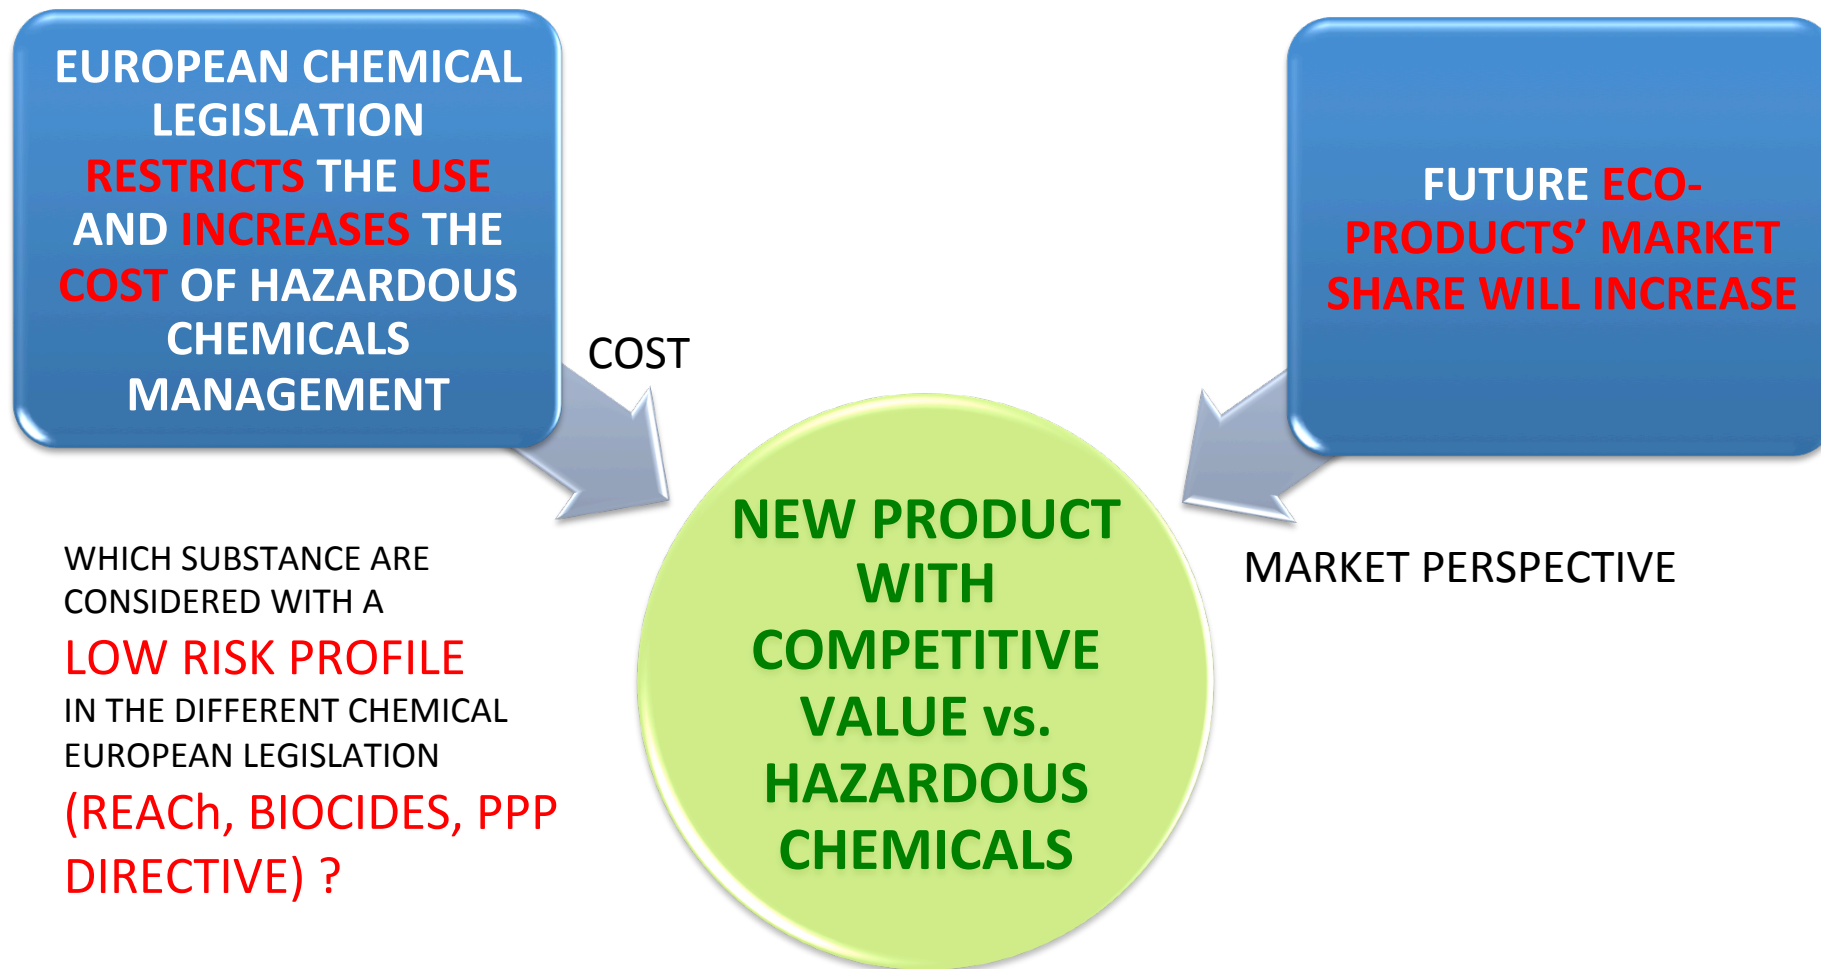 EUROPEAN CHEMICAL
LEGISLATION
RESTRICTS THE USE
AND INCREASES THE
COST OF HAZARDOUS
CHEMICALS
MANAGEMENT
FUTURE ECO-
PRODUCTS’ MARKET
SHARE WILL INCREASE
COST
MARKET PERSPECTIVE
WHICH SUBSTANCE ARE
CONSIDERED WITH A
LOW RISK PROFILE
IN THE DIFFERENT CHEMICAL
EUROPEAN LEGISLATION
(REACh, BIOCIDES, PPP
DIRECTIVE) ?
NEW PRODUCT
WITH
COMPETITIVE
VALUE vs.
HAZARDOUS
CHEMICALS